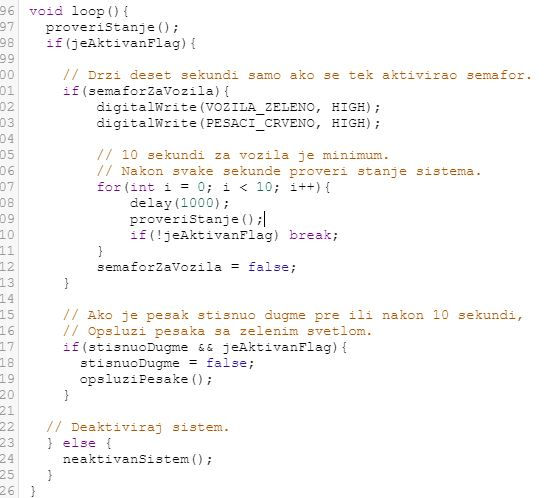 96 void loop(){
97 proveriStanje();
98 if(jeAktivanFlag){
99
00 // Drzi deset sekundi samo ako se tek aktivirao semafor.
01 if(semaforZaVozila){
02 digitalWrite(VOZILA_ZELENO, HIGH);
03 digitalWrite(PESACI_CRVENO, HIGH);
04
05 // 10 sekundi za vozila je minimum.
06 // Nakon svake sekunde proveri stanje sistema.
07 for(int i = 0; i < 10; i++){
08 delay(1000);
09 proveriStanje();
10 if(!jeAktivanFlag) break;
11 }
12 semaforZaVozila = false;
13 }
14
15 // Ako je pesak stisnuo dugme pre ili nakon 10 sekundi,
16 // Opsluzi pesaka sa zelenim svetlom.
17 if(stisnuoDugme && jeAktivanFlag){
18 stisnuoDugme = false;
19 opsluziPesake();
20 }
21
22 // Deaktiviraj sistem.
23 } else {
24 neaktivanSistem();
25 }
26 }